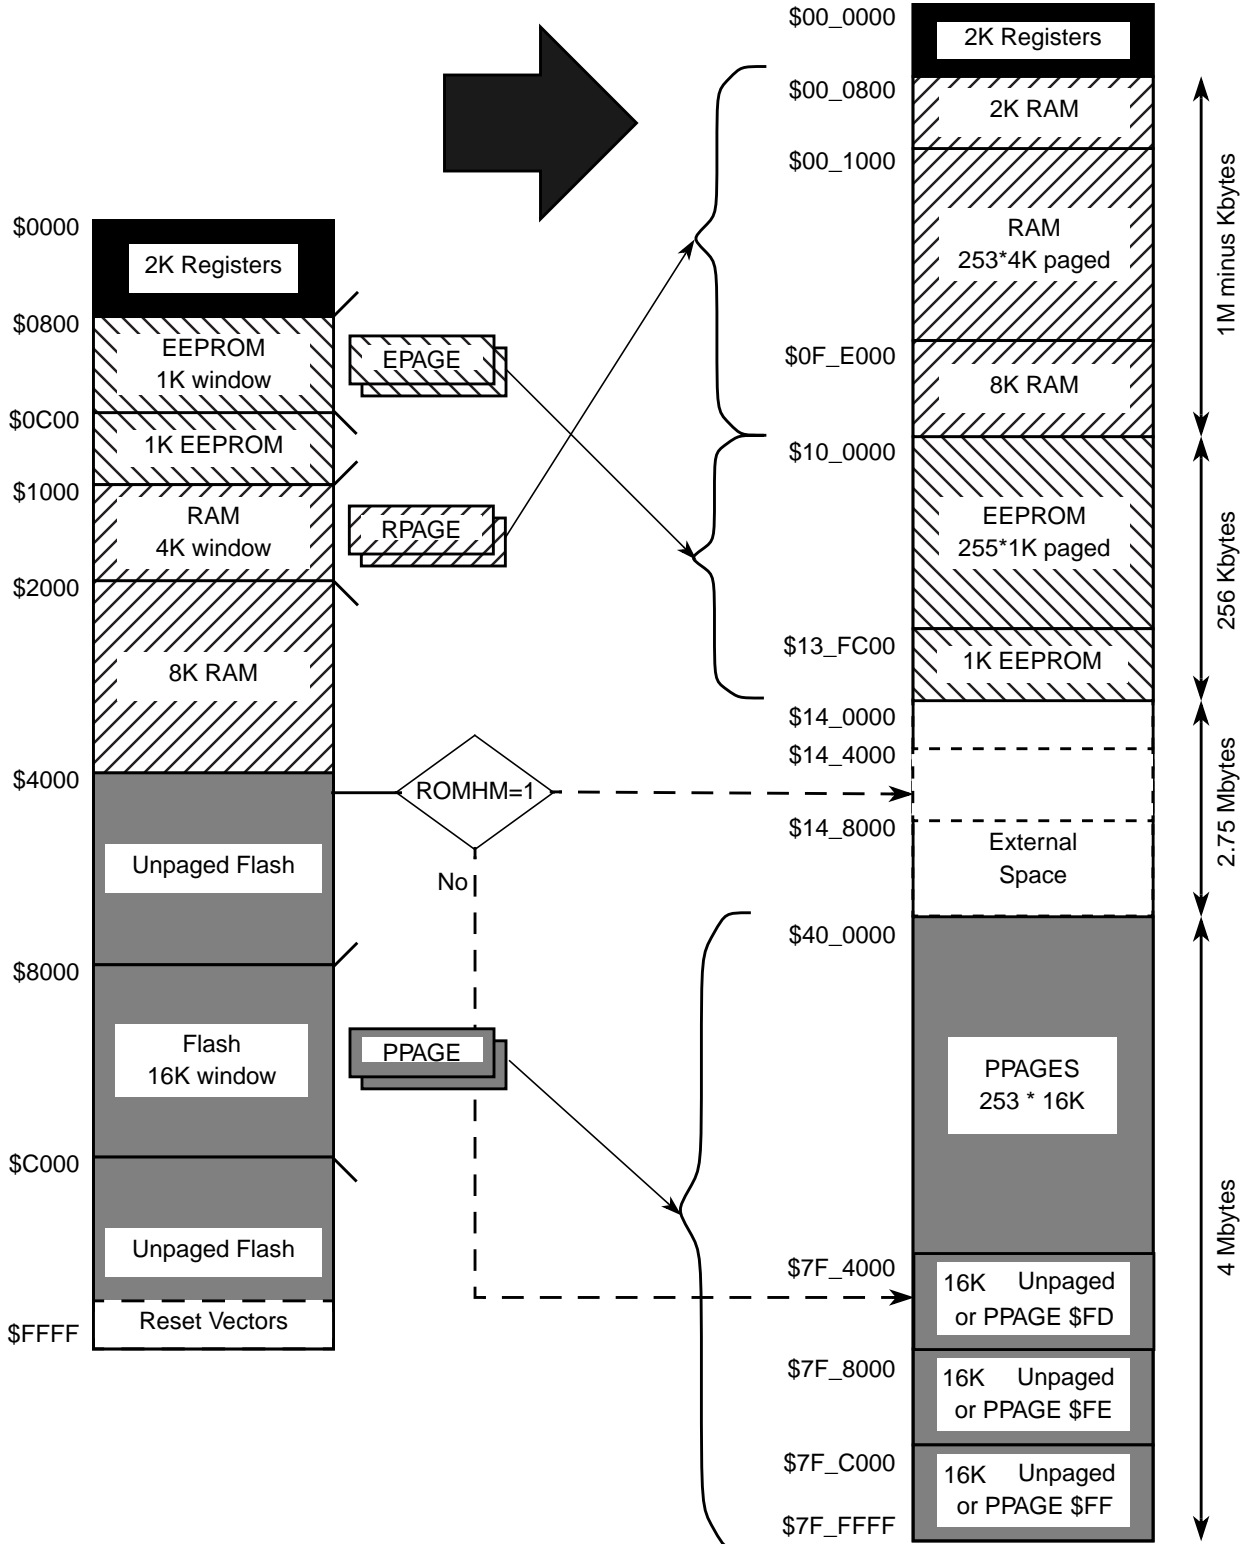 $0000
2K Registers
$0800
EEPROM
1K window
$0C00
1K EEPROM
$1000
RAM
4K window
$2000
8K RAM
$4000
Unpaged Flash
$8000
Flash
16K window
$C000
Unpaged Flash
Reset Vectors
$FFFF
EPAGE
RPAGE
ROMHM=1
No
PPAGE
$00_0000
2K Registers
$00_0800
2K RAM
$00_1000
RAM
253*4K paged
$0F_E000
8K RAM
$10_0000
EEPROM
255*1K paged
$13_FC00
1K EEPROM
$14_0000
$14_4000
$14_8000
External
Space
$40_0000
PPAGES
253 * 16K
$7F_4000
16K Unpaged
or PPAGE $FD
$7F_8000
16K Unpaged
or PPAGE $FE
$7F_C000
16K Unpaged
or PPAGE $FF
$7F_FFFF
1M minus Kbytes
256 Kbytes
2.75 Mbytes
4 Mbytes